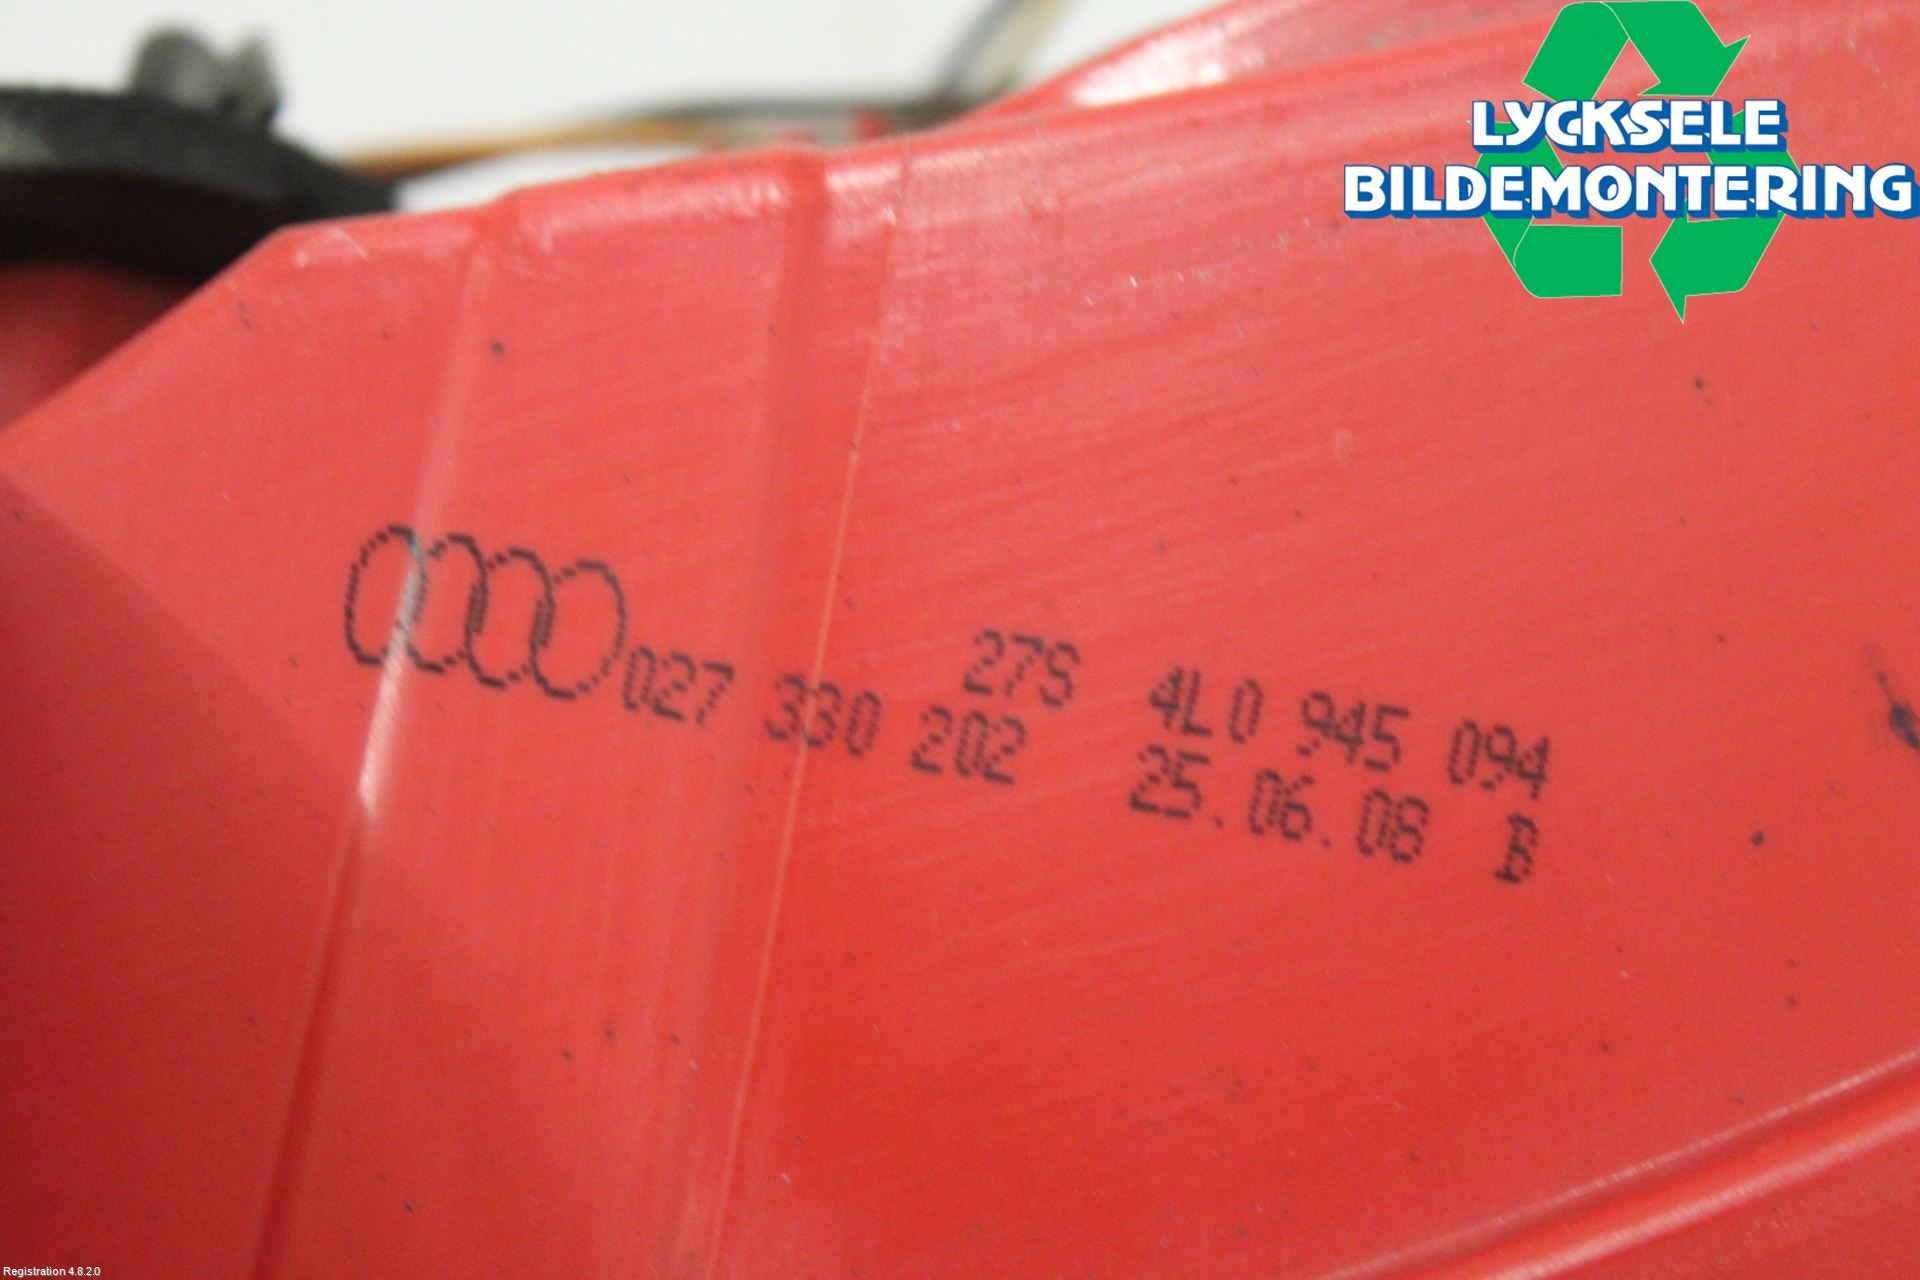 LYCKSELE
BILDEMONTERING
27S 4L0 945 094
027 330 202 25.06.08 B
Registration 4.8.2.0